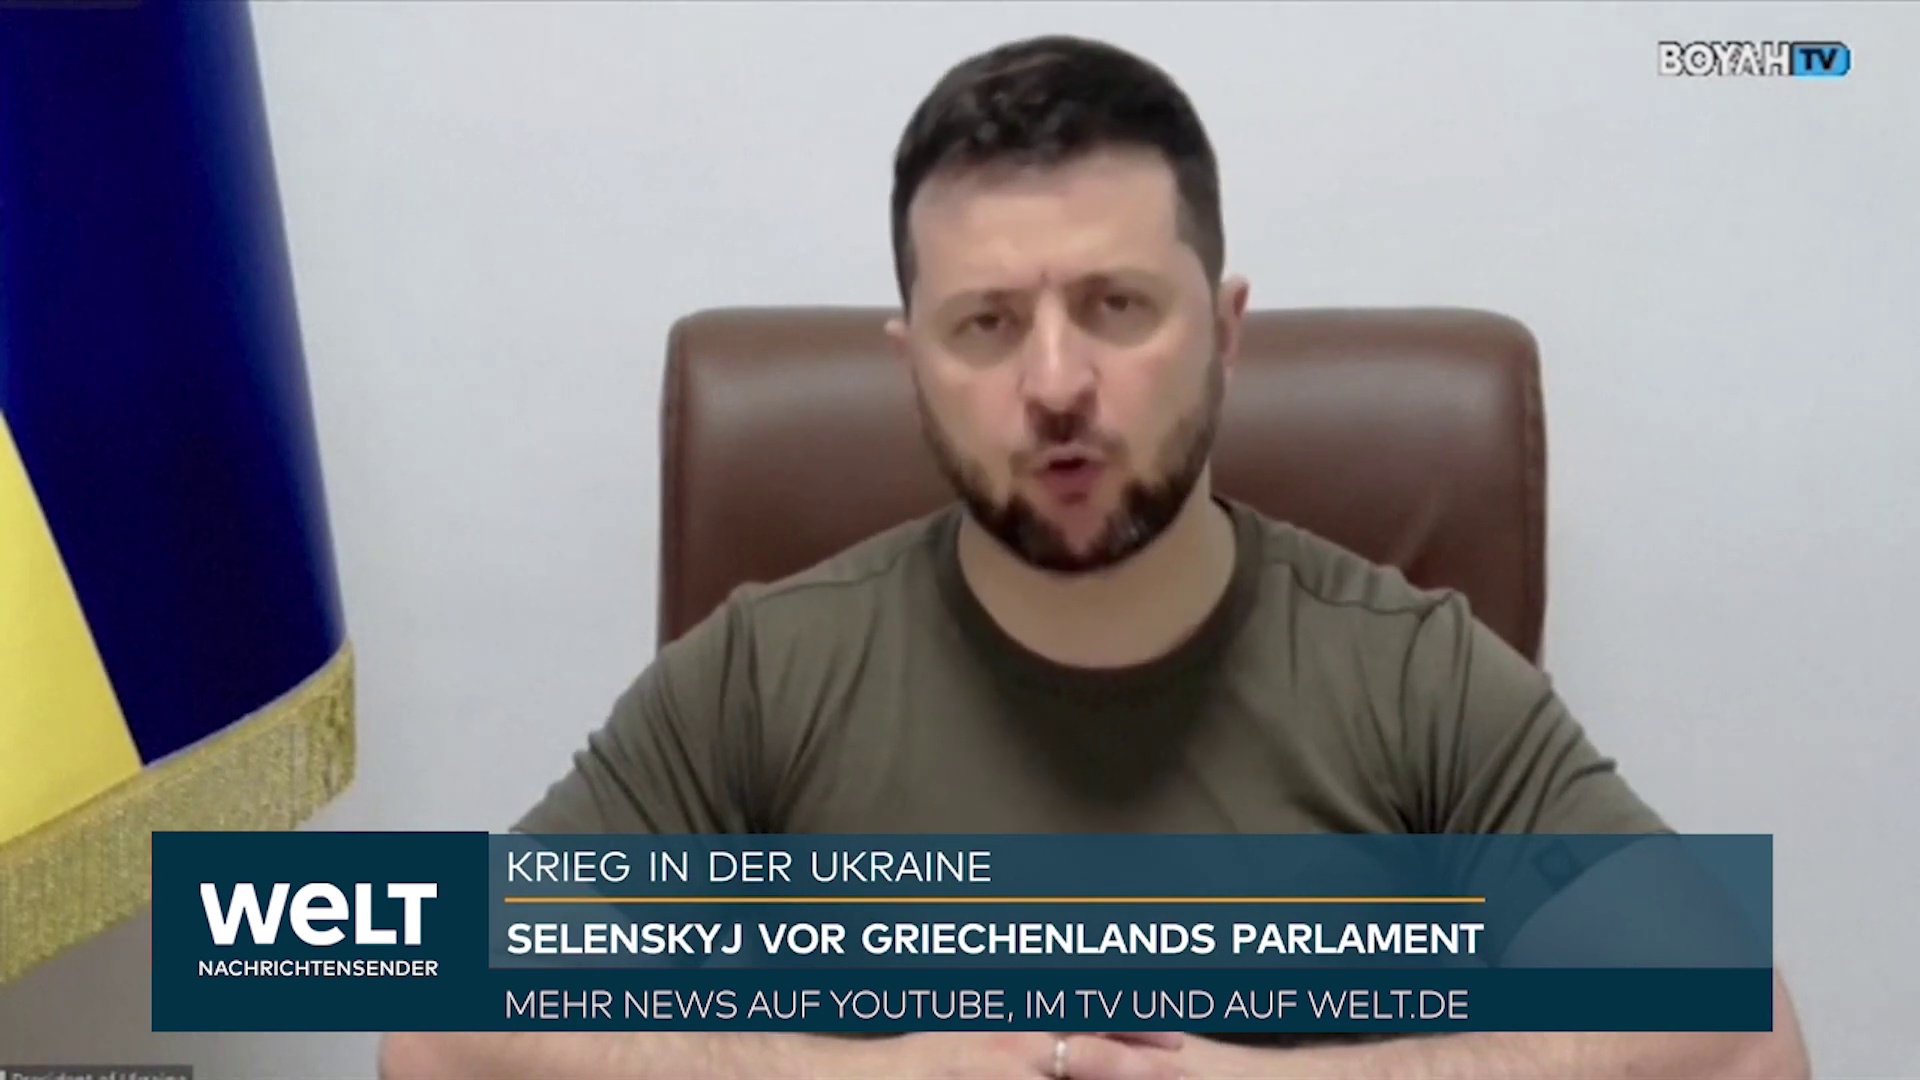 BOYAH TV
KRIEG IN DER UKRAINE
SELENSKYJ VOR GRIECHENLANDS PARLAMENT
MEHR NEWS AUF YOUTUBE, IM TV UND AUF WELT.DE
WELT
NACHRICHTENSENDER
President of Ukraine